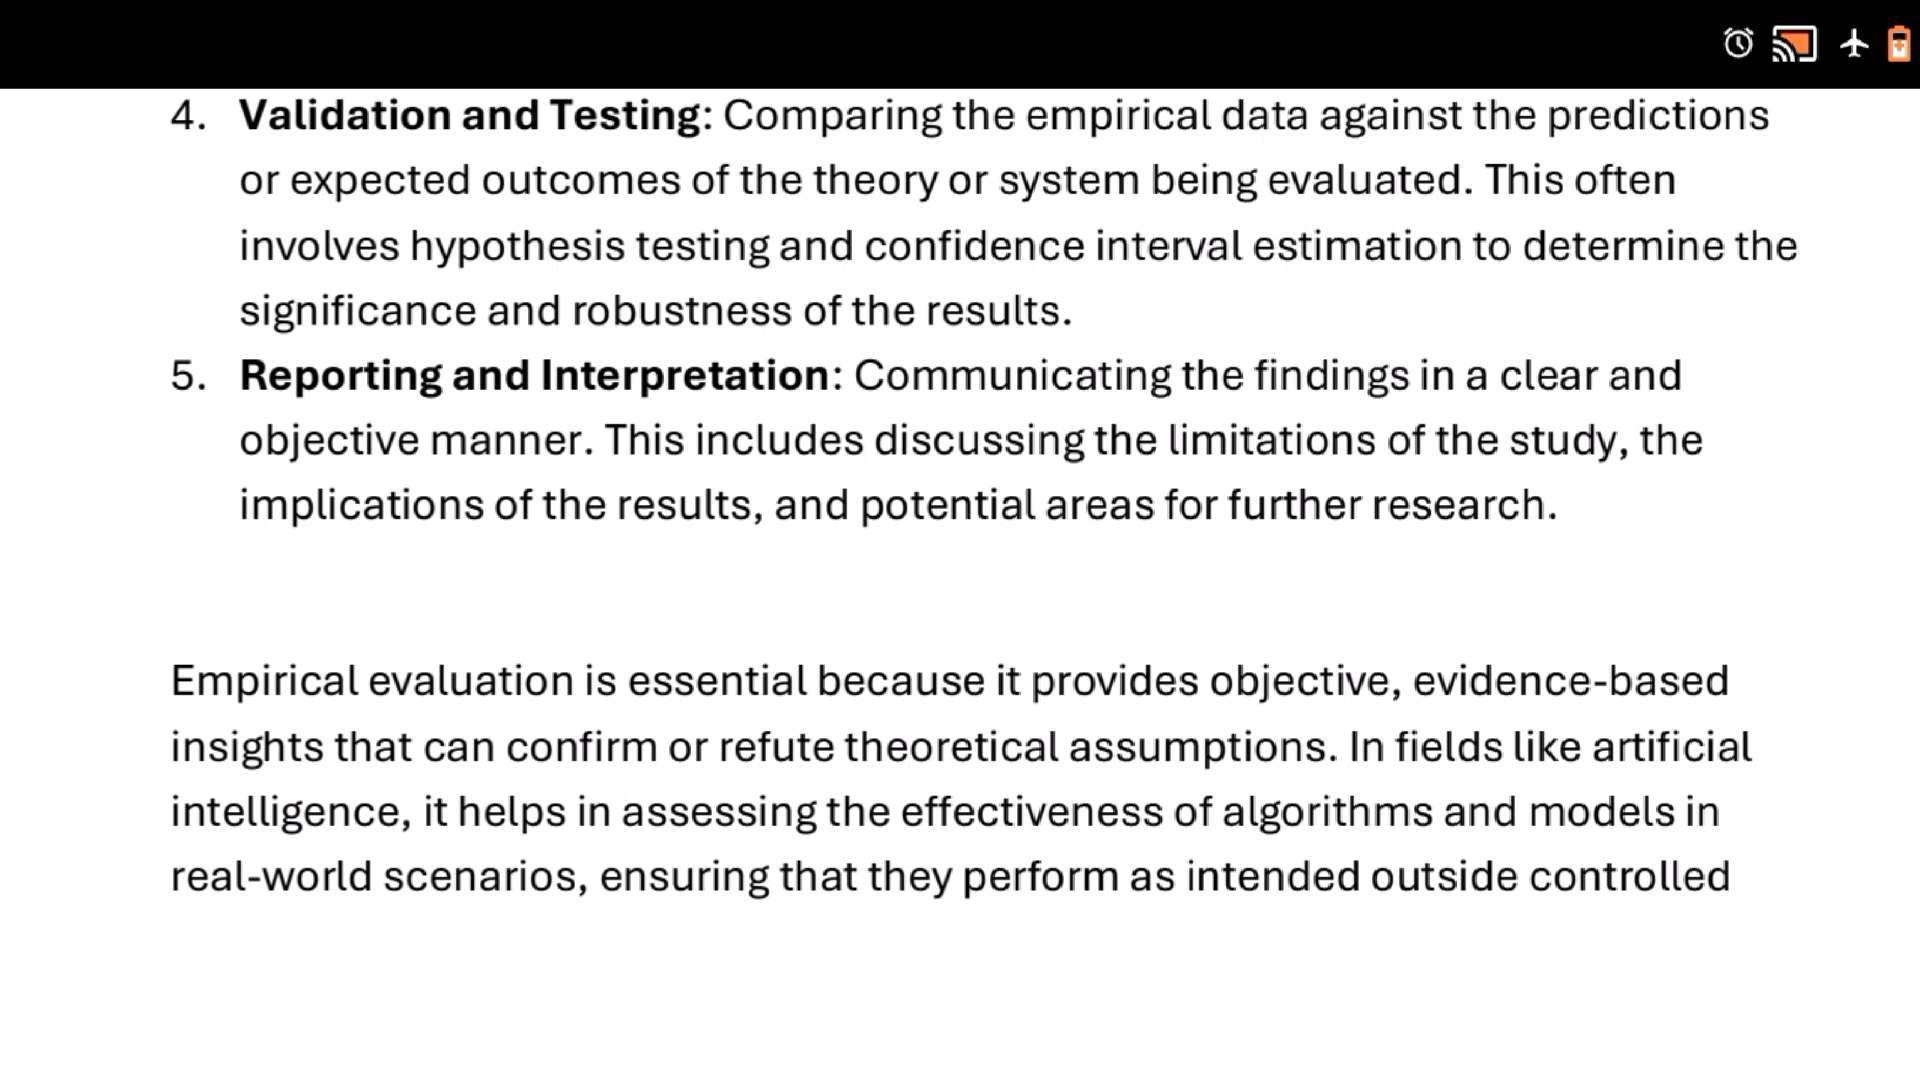 4. Validation and Testing: Comparing the empirical data against the predictions
or expected outcomes of the theory or system being evaluated. This often
involves hypothesis testing and confidence interval estimation to determine the
significance and robustness of the results.
5. Reporting and Interpretation: Communicating the findings in a clear and
objective manner. This includes discussing the limitations of the study, the
implications of the results, and potential areas for further research.
Empirical evaluation is essential because it provides objective, evidence-based
insights that can confirm or refute theoretical assumptions. In fields like artificial
intelligence, it helps in assessing the effectiveness of algorithms and models in
real-world scenarios, ensuring that they perform as intended outside controlled